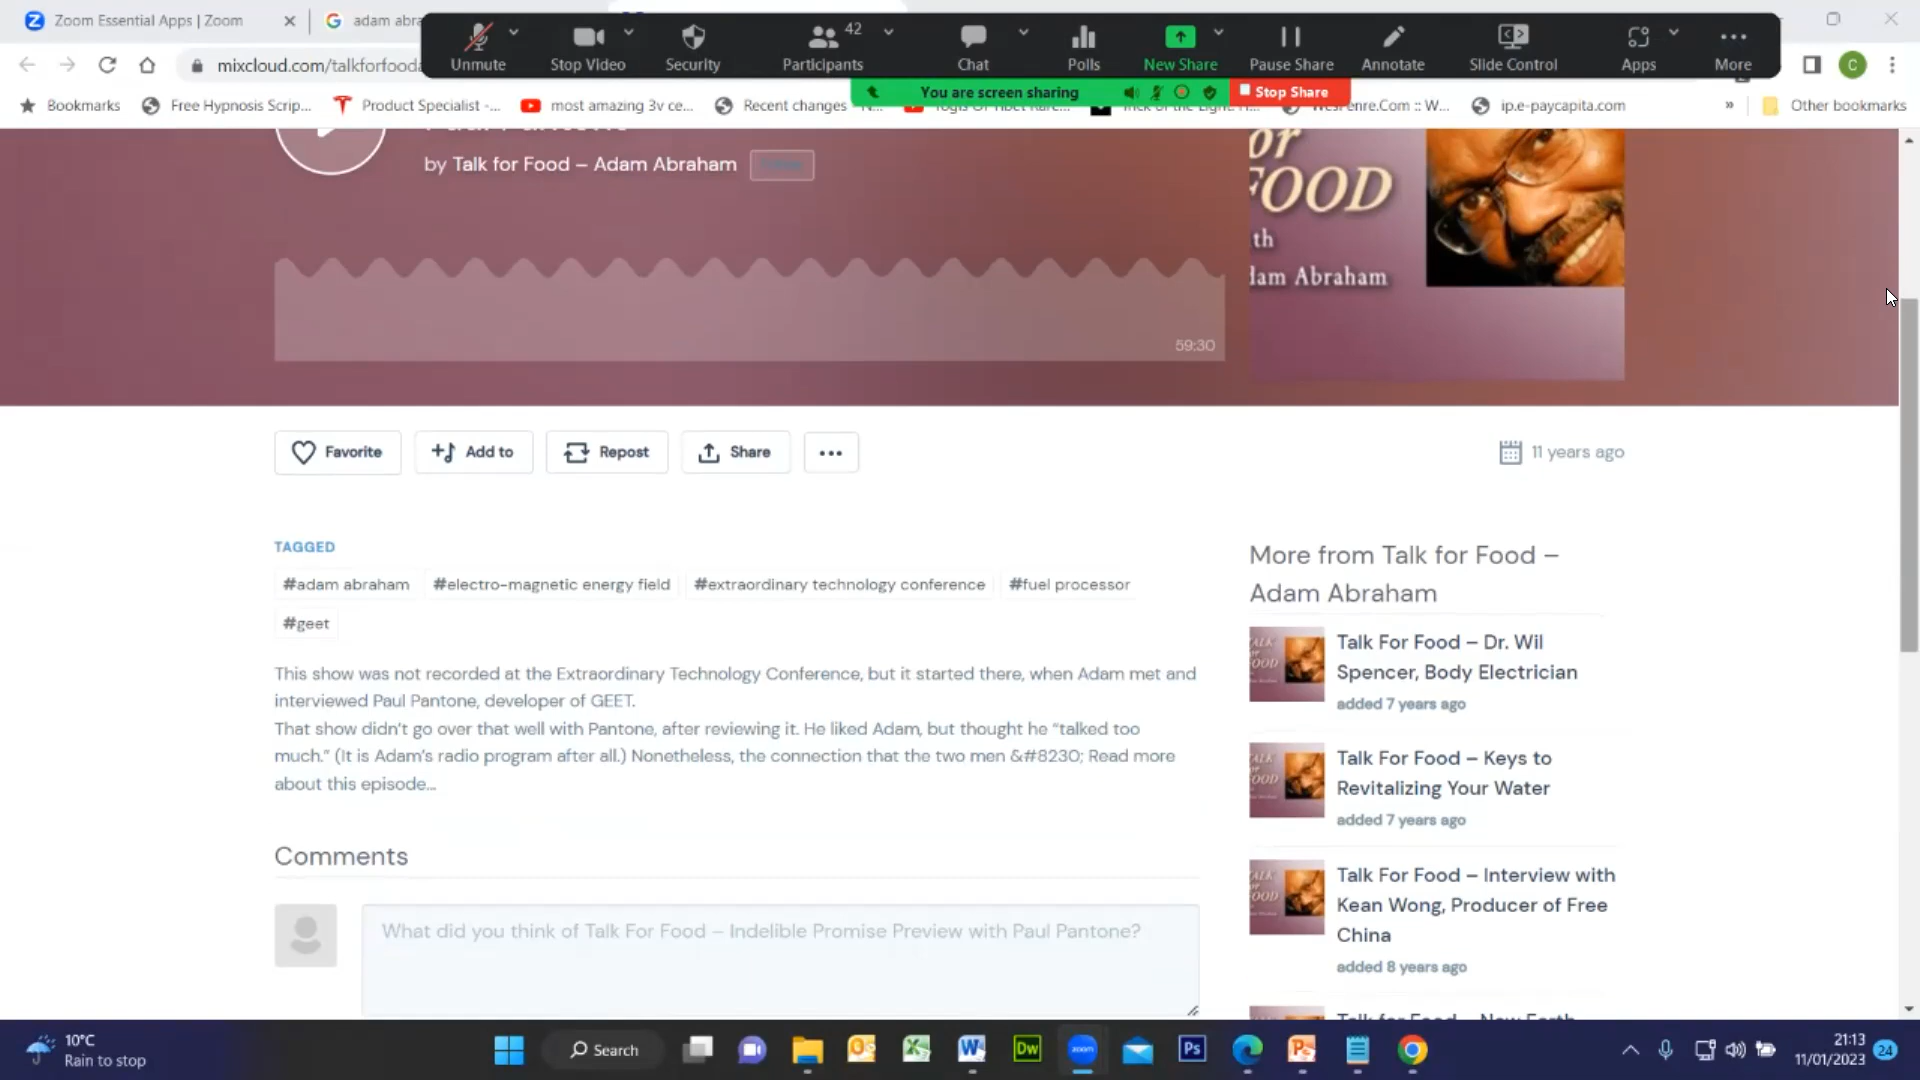 Zoom Essential Apps | Zoom
adam abra
42
Unmute
Stop Video
Security
Participants
Chat
Polls
New Share
Pause Share
Annotate
Slide Control
Apps
More
mixcloud.com/talkforfooda
C
You are screen sharing
Stop Share
Bookmarks
Free Hypnosis Scrip...
Product Specialist -...
most amazing 3v ce...
Recent changes
ip.e-paycapita.com
»
Other bookmarks
by Talk for Food – Adam Abraham
or
FOOD
th
dam Abraham
59:30
Favorite
Add to
Repost
Share
11 years ago
TAGGED
#adam abraham
#electro-magnetic energy field
#extraordinary technology conference
#fuel processor
#geet
This show was not recorded at the Extraordinary Technology Conference, but it started there, when Adam met and
interviewed Paul Pantone, developer of GEET.
That show didn't go over that well with Pantone, after reviewing it. He liked Adam, but thought he “talked too
much.” (It is Adam's radio program after all.) Nonetheless, the connection that the two men &#8230; Read more
about this episode...
Comments
What did you think of Talk For Food – Indelible Promise Preview with Paul Pantone?
More from Talk for Food –
Adam Abraham
Talk For Food – Dr. Wil
Spencer, Body Electrician
added 7 years ago
Talk For Food – Keys to
Revitalizing Your Water
added 7 years ago
Talk For Food – Interview with
Kean Wong, Producer of Free
China
added 8 years ago
10°C
Rain to stop
Search
Dw
zoom
Ps
21:13
11/01/2023
24